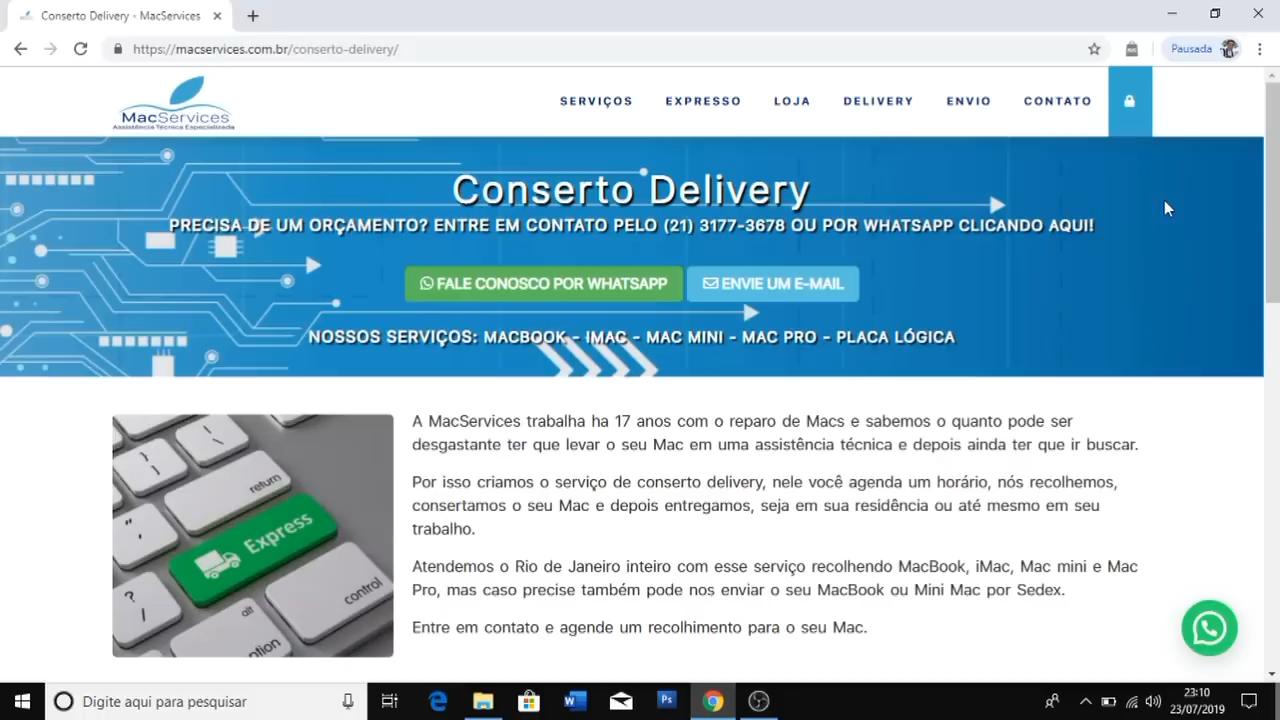 Conserto Delivery - MacServices
https://macservices.com.br/conserto-delivery/
Pausada
MacServices
Assistência Técnica Especializada
SERVIÇOS EXPRESSO LOJA DELIVERY ENVIO CONTATO
Conserto Delivery
PRECISA DE UM ORÇAMENTO? ENTRE EM CONTATO PELO (21) 3177-3678 OU POR WHATSAPP CLICANDO AQUI!
FALE CONOSCO POR WHATSAPP ENVIE UM E-MAIL
NOSSOS SERVIÇOS: MACBOOK - IMAC - MAC MINI - MAC PRO - PLACA LÓGICA
A MacServices trabalha ha 17 anos com o reparo de Macs e sabemos o quanto pode ser
desgastante ter que levar o seu Mac em uma assistência técnica e depois ainda ter que ir buscar.
Por isso criamos o serviço de conserto delivery, nele você agenda um horário, nós recolhemos,
consertamos o seu Mac e depois entregamos, seja em sua residência ou até mesmo em seu
trabalho.
Atendemos o Rio de Janeiro inteiro com esse serviço recolhendo MacBook, iMac, Mac mini e Mac
Pro, mas caso precise também pode nos enviar o seu MacBook ou Mini Mac por Sedex.
Entre em contato e agende um recolhimento para o seu Mac.
return
Express
control
alt
ption
? /
Digite aqui para pesquisar
Ps
23:10
23/07/2019